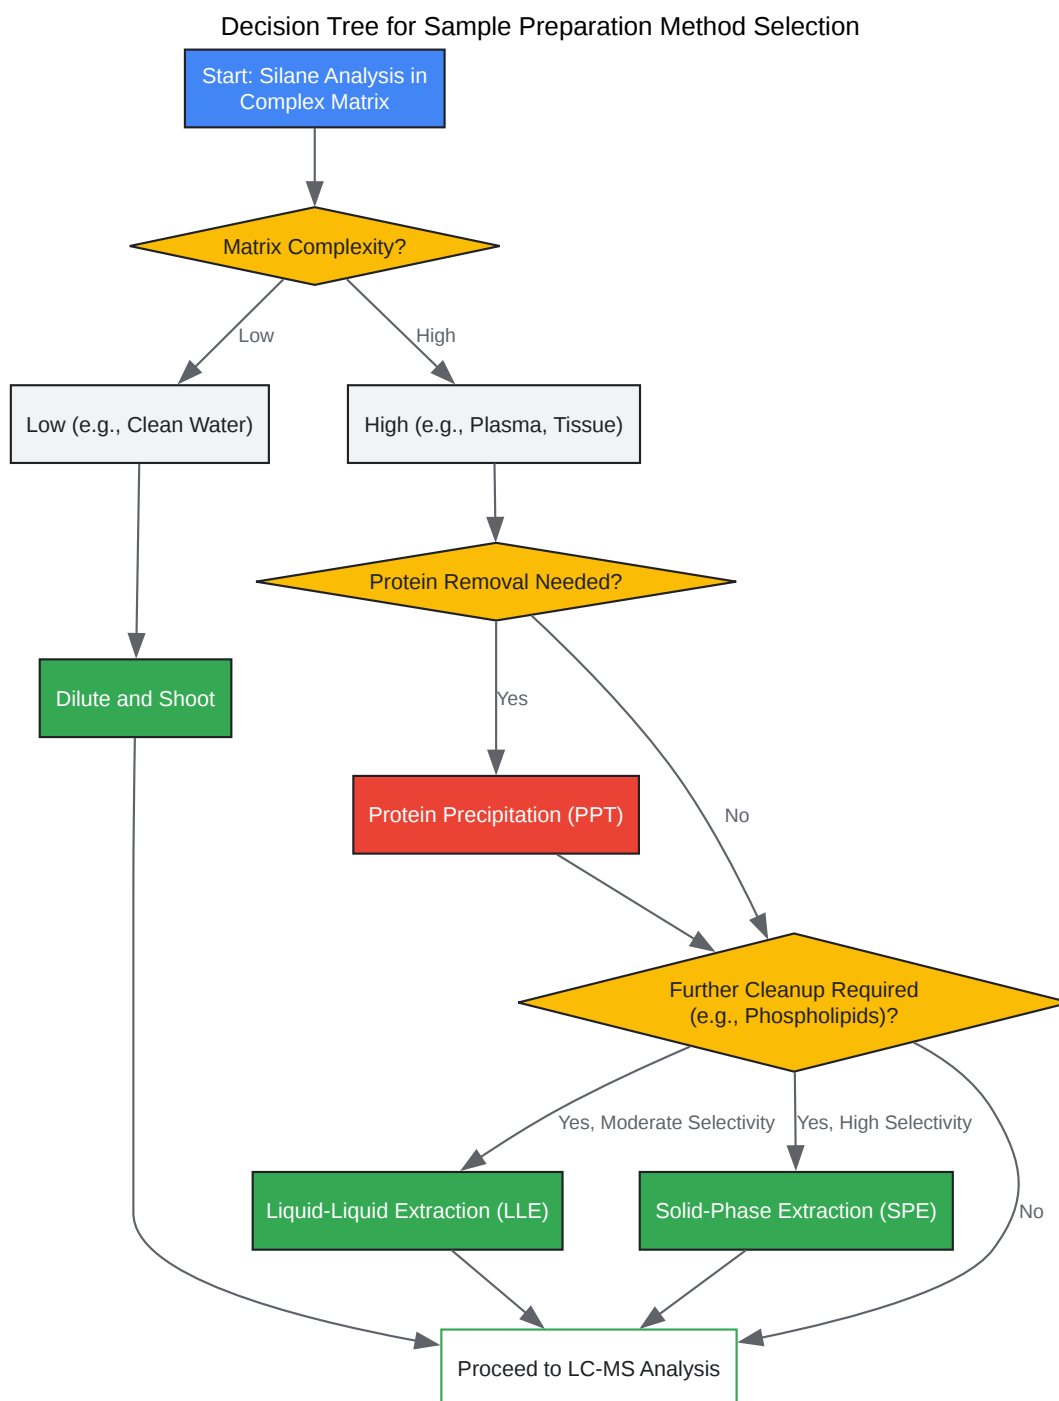 Decision Tree for Sample Preparation Method Selection
Start: Silane Analysis in
Complex Matrix
Matrix Complexity?
Low
High
Low (e.g., Clean Water)
High (e.g., Plasma, Tissue)
Protein Removal Needed?
Dilute and Shoot
Yes
Protein Precipitation (PPT)
No
Further Cleanup Required
(e.g., Phospholipids)?
Yes, Moderate Selectivity
Yes, High Selectivity
Liquid-Liquid Extraction (LLE)
Solid-Phase Extraction (SPE)
No
Proceed to LC-MS Analysis